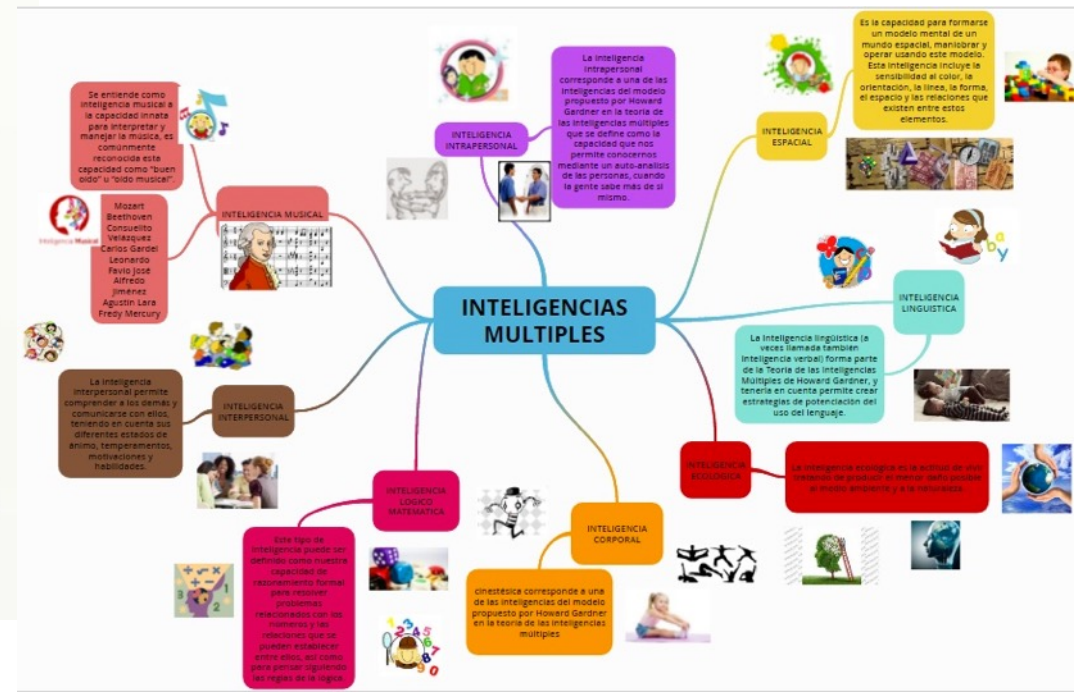 INTELIGENCIAS
MULTIPLES
INTELIGENCIA
INTRAPERSONAL
La inteligencia
intrapersonal
corresponde a una de las
inteligencias del modelo
propuesto por Howard
Gardner en la teoría de
las inteligencias múltiples
que se define como la
capacidad que nos
permite conocernos
mediante un auto-analisis
de las personas, cuando
la gente sabe más de si
mismo.
INTELIGENCIA
ESPACIAL
Es la capacidad para formarse
un modelo mental de un
mundo espacial, maniobrar y
operar usando este modelo.
Esta inteligencia incluye la
sensibilidad al color, la
orientación, la línea, la forma,
el espacio y las relaciones que
existen entre estos
elementos.
INTELIGENCIA
LINGUISTICA
La inteligencia lingüística (a
veces llamada también
inteligencia verbal) forma parte
de la Teoría de las Inteligencias
Múltiples de Howard Gardner, y
tenerla en cuenta permite crear
estrategias de potenciación del
uso del lenguaje.
a
b
y
INTELIGENCIA
ECOLOGICA
La inteligencia ecológica es la actitud de vivir
tratando de producir el menor daño posible
al medio ambiente y a la naturaleza.
INTELIGENCIA
CORPORAL
cinestésica corresponde a una
de las inteligencias del modelo
propuesto por Howard Gardner
en la teoría de las inteligencias
múltiples
INTELIGENCIA
LOGICO
MATEMATICA
Este tipo de
inteligencia puede ser
definido como nuestra
capacidad de
razonamiento formal
para resolver
problemas
relacionados con los
números y las
relaciones que se
pueden establecer
entre ellos, así como
para pensar siguiendo
las reglas de la lógica.
INTELIGENCIA
INTERPERSONAL
La inteligencia
interpersonal permite
comprender a los demás y
comunicarse con ellos,
teniendo en cuenta sus
diferentes estados de
ánimo, temperamentos,
motivaciones y
habilidades.
INTELIGENCIA MUSICAL
Se entiende como
inteligencia musical a
la capacidad innata
para interpretar y
manejar la música, es
comúnmente
reconocida esta
capacidad como "buen
oido" u "oido musical".
Mozart
Beethoven
Consuelito
Velázquez
Carlos Gardel
Leonardo
Favio José
Alfredo
Jiménez
Agustin Lara
Fredy Mercury
Inteligencia Musical